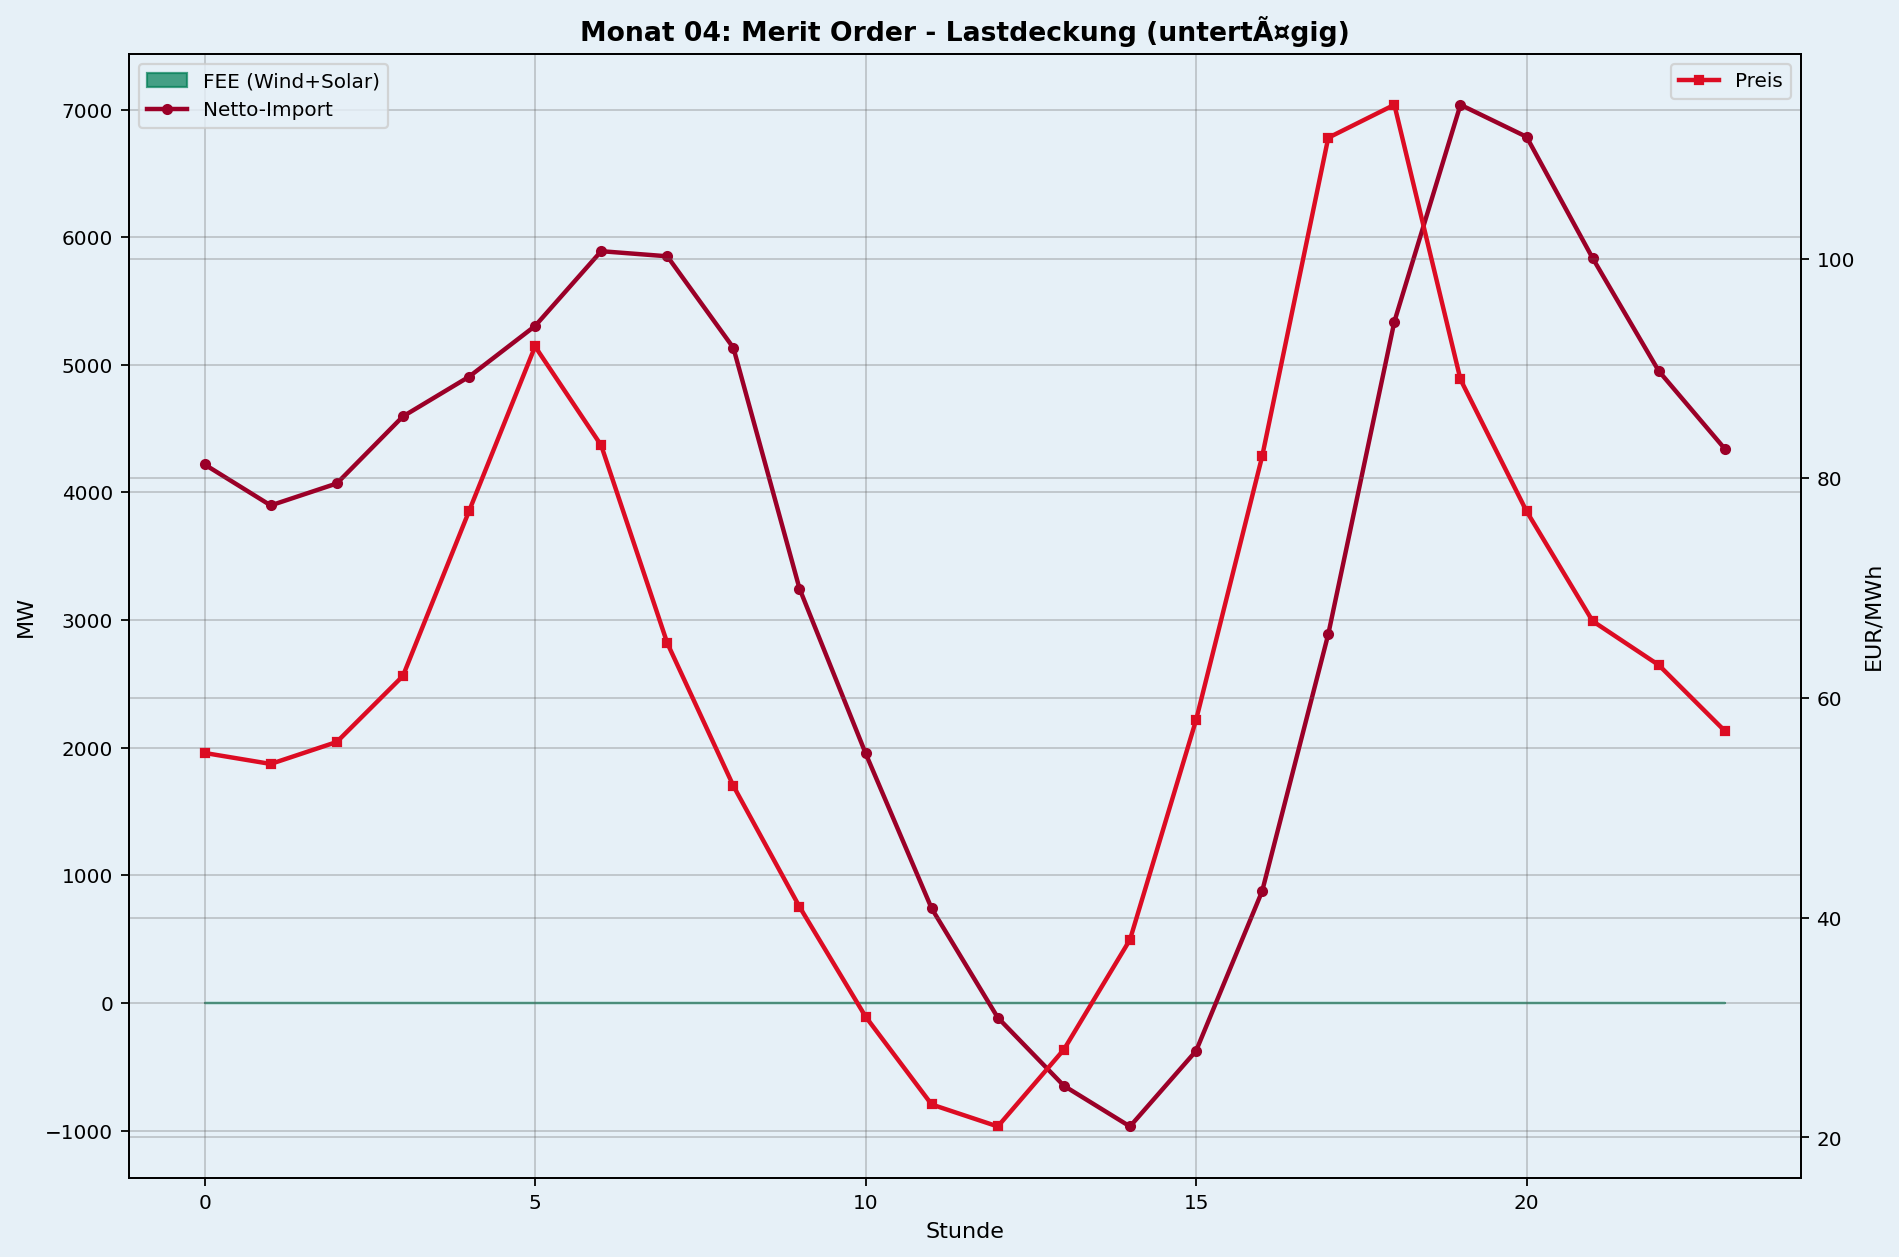 Monat 04: Merit Order - Lastdeckung (untertÃ¤gig)
FEE (Wind+Solar)
Netto-Import
Preis
7000
6000
5000
4000
3000
2000
1000
0
−1000
MW
100
80
60
40
20
EUR/MWh
0
5
10
15
20
Stunde